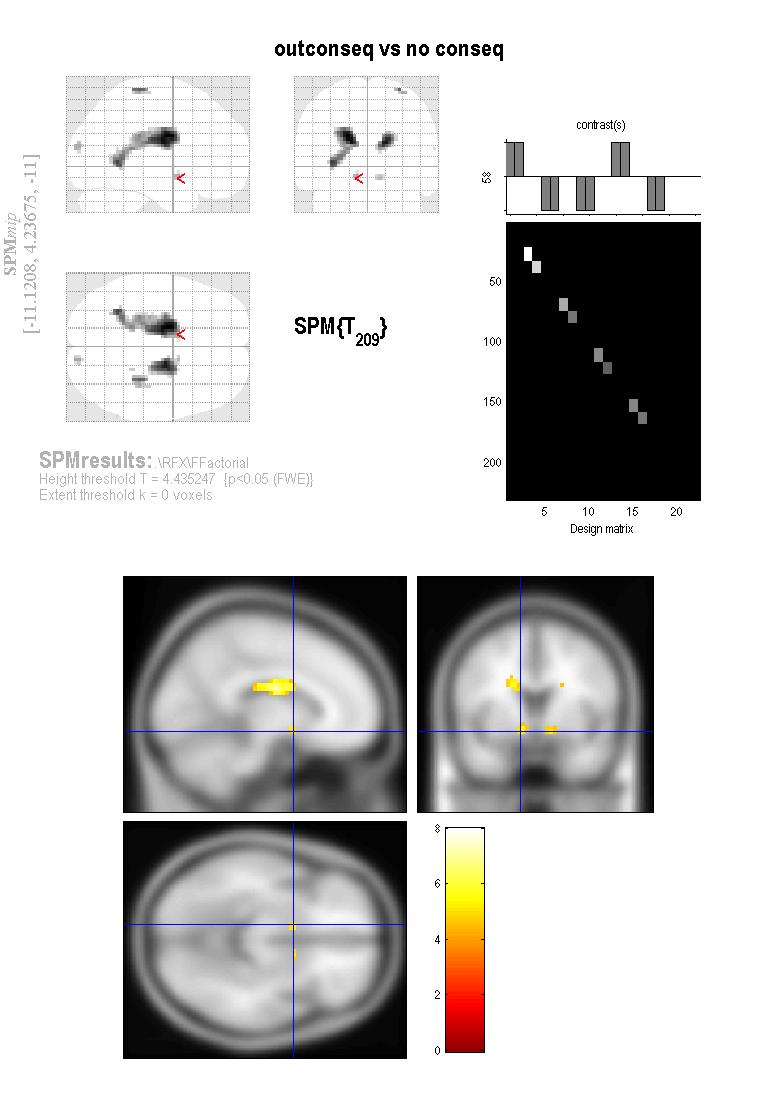 outconseq vs no conseq
SPMmip
[-11.1208, 4.23675, -11]
<
<
<
SPM{T209}
contrast(s)
58
50
100
150
200
5 10 15 20
Design matrix
SPMresults: .\RFX\FFactorial
Height threshold T = 4.435247 {p<0.05 (FWE)}
Extent threshold k = 0 voxels
8
6
4
2
0